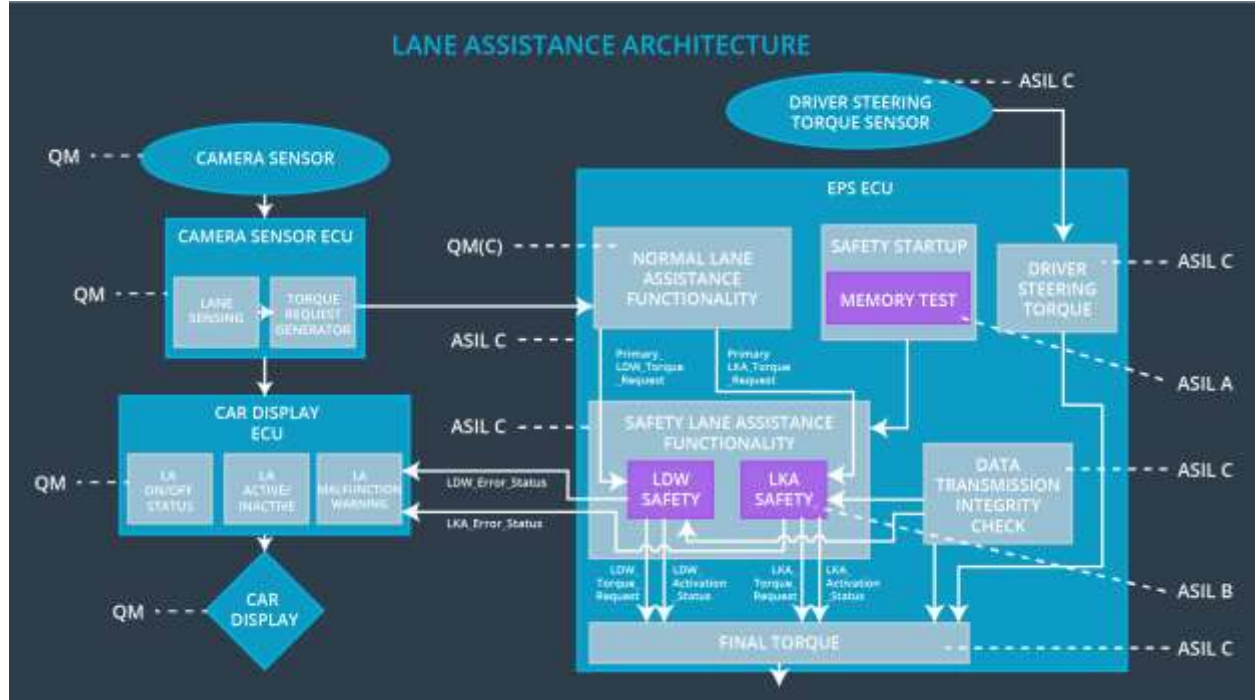 LANE ASSISTANCE ARCHITECTURE
ASIL C
DRIVER STEERING
TORQUE SENSOR
QM
CAMERA SENSOR
EPS ECU
CAMERA SENSOR ECU
QM(C)
NORMAL LANE
ASSISTANCE
FUNCTIONALITY
SAFETY STARTUP
MEMORY TEST
DRIVER
STEERING
TORQUE
ASIL C
QM
LANE
SENSING
TORQUE
REQUEST
GENERATOR
ASIL C
Primary_
LDW_Torque
_Request
Primary_
LKA_Torque
_Request
ASIL A
CAR DISPLAY
ECU
ASIL C
SAFETY LANE ASSISTANCE
FUNCTIONALITY
QM
LA
ON/OFF
STATUS
LA
ACTIVE/
INACTIVE
LA
MALFUNCTION
WARNING
LDW_Error_Status
LKA_Error_Status
LDW
SAFETY
LKA
SAFETY
DATA
TRANSMISSION
INTEGRITY
CHECK
ASIL C
LDW_
Torque_
Request
LDW_
Activation
_Status
LKA_
Torque_
Request
LKA_
Activation
_Status
ASIL B
QM
CAR
DISPLAY
FINAL TORQUE
ASIL C